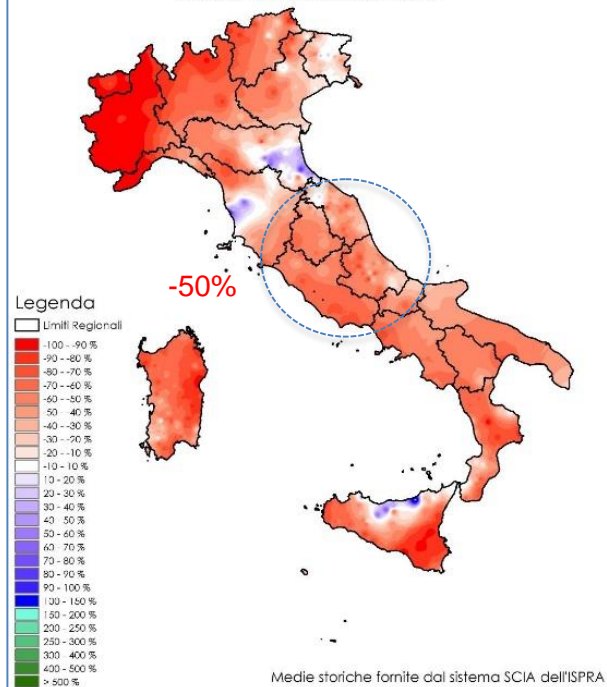 -50%
Legenda
Limiti Regionali
-100 - -90 %
-90 - -80 %
-80 - -70 %
-70 - -60 %
-60 - -50 %
-50 - -40 %
-40 - -30 %
-30 - -20 %
-20 - -10 %
-10 - 10 %
10 - 20 %
20 - 30 %
30 - 40 %
40 - 50 %
50 - 60 %
60 - 70 %
70 - 80 %
80 - 90 %
90 - 100 %
100 - 150 %
150 - 200 %
200 - 250 %
250 - 300 %
300 - 400 %
400 - 500 %
> 500 %
Medie storiche fornite dal sistema SCIA dell'ISPRA